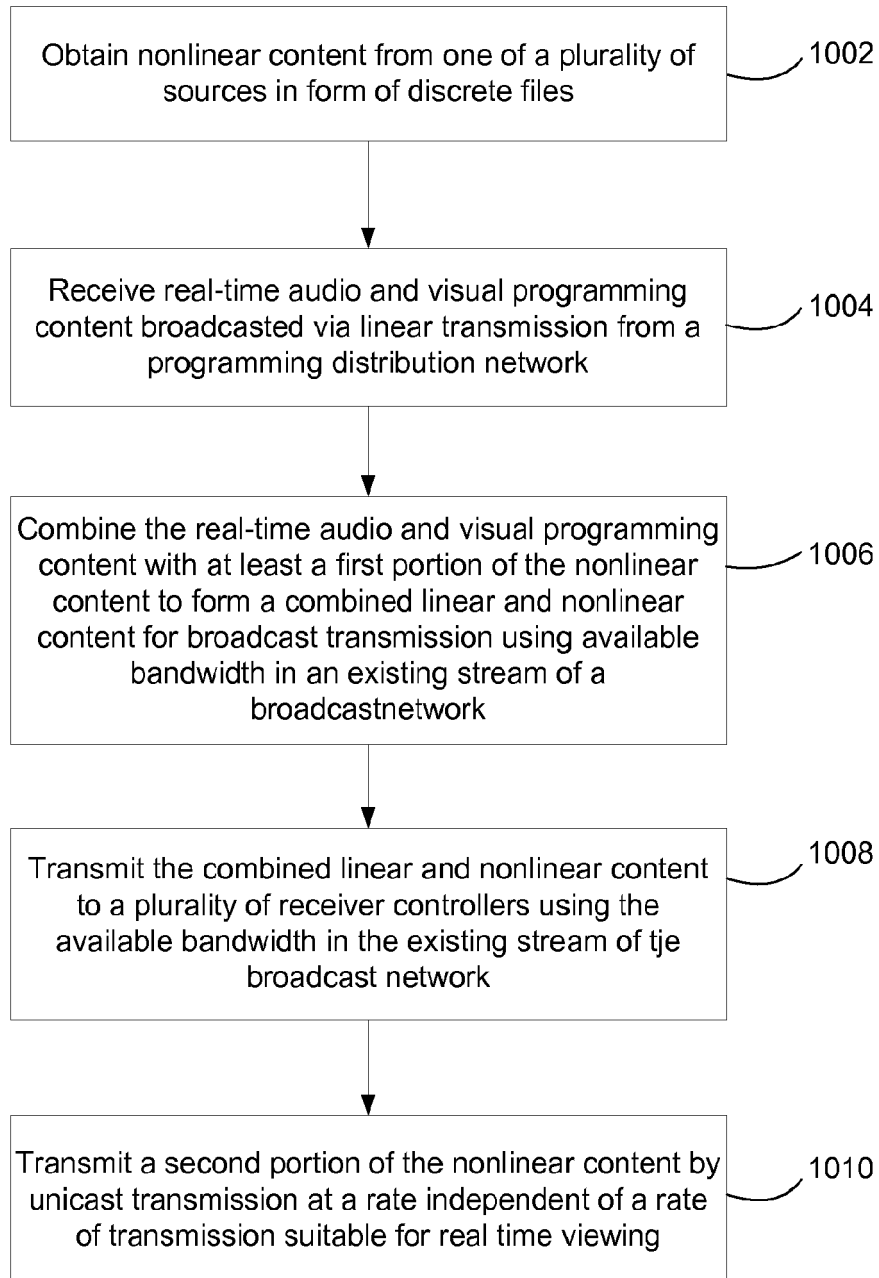 Obtain nonlinear content from one of a plurality of
sources in form of discrete files
1002
Receive real-time audio and visual programming
content broadcasted via linear transmission from a
programming distribution network
1004
Combine the real-time audio and visual programming
content with at least a first portion of the nonlinear
content to form a combined linear and nonlinear
content for broadcast transmission using available
bandwidth in an existing stream of a
broadcastnetwork
1006
Transmit the combined linear and nonlinear content
to a plurality of receiver controllers using the
available bandwidth in the existing stream of tje
broadcast network
1008
Transmit a second portion of the nonlinear content by
unicast transmission at a rate independent of a rate
of transmission suitable for real time viewing
1010